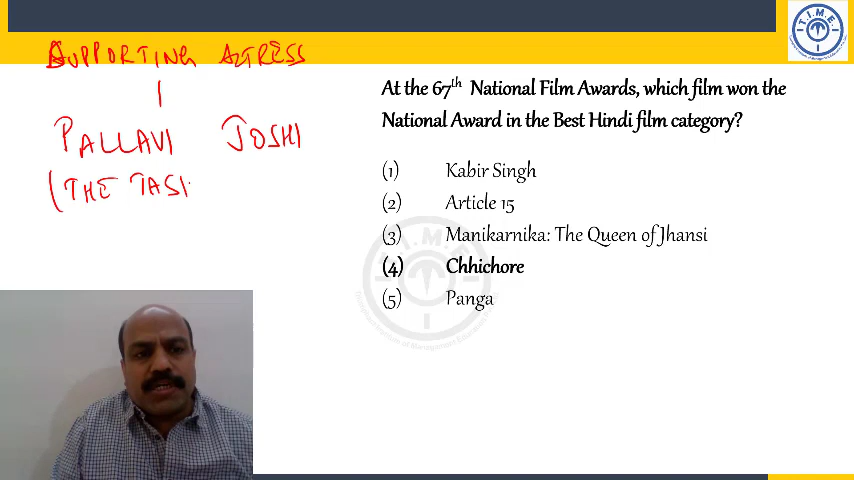 SUPPORTING ACTRESS
PALLAVI JOSHI
(THE TAS
T.I.M.E.
At the 67th National Film Awards, which film won the
National Award in the Best Hindi film category?
(1) Kabir Singh
(2) Article 15
(3) Manikarnika: The Queen of Jhansi
(4) Chhichore
(5) Panga
T.I.M.E.